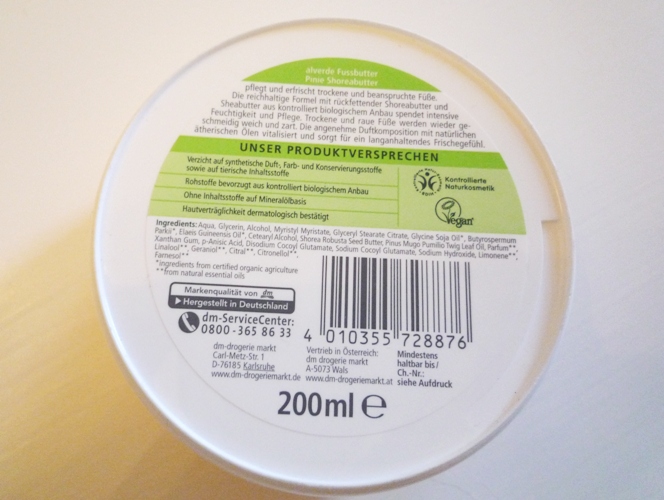 alverde Fussbutter
Pinie Shoreabutter
pflegt und erfrischt trockene und beanspruchte Füße.
Die reichhaltige Formel mit rückfettender Shoreabutter und
Sheabutter aus kontrolliert biologischem Anbau spendet intensive
Feuchtigkeit und Pflege. Trockene und raue Füße werden wieder ge-
schmeidig weich und zart. Die angenehme Duftkomposition mit natürlichen
ätherischen Ölen vitalisiert und sorgt für ein langanhaltendes Frischegefühl.
UNSER PRODUKTVERSPRECHEN
Verzicht auf synthetische Duft-, Farb- und Konservierungsstoffe
sowie auf tierische Inhaltsstoffe
Rohstoffe bevorzugt aus kontrolliert biologischem Anbau
Ohne Inhaltsstoffe auf Mineralölbasis
Hautverträglichkeit dermatologisch bestätigt
Kontrollierte
Naturkosmetik
Vegan
Ingredients: Aqua, Glycerin, Alcohol, Myristyl Myristate, Glyceryl Stearate Citrate, Glycine Soja Oil*, Butyrospermum
Parkii*, Elaeis Guineensis Oil*, Cetearyl Alcohol, Shorea Robusta Seed Butter, Pinus Mugo Pumilio Twig Leaf Oil, Parfum**,
Xanthan Gum, p-Anisic Acid, Disodium Cocoyl Glutamate, Sodium Cocoyl Glutamate, Sodium Hydroxide, Limonene**,
Linalool**, Geraniol**, Citral**, Citronellol**,
Farnesol**
*ingredients from certified organic agriculture
**from natural essential oils
Markenqualität von dm
Hergestellt in Deutschland
dm-ServiceCenter:
0800-365 86 33
dm-drogerie markt
Carl-Metz-Str. 1
D-76185 Karlsruhe
www.dm-drogeriemarkt.de
4 010355 728876
Vertrieb in Österreich:
dm drogerie markt
A-5073 Wals
www.dm-drogeriemarkt.at
Mindestens
haltbar bis/
Ch.-Nr.:
siehe Aufdruck
200ml e